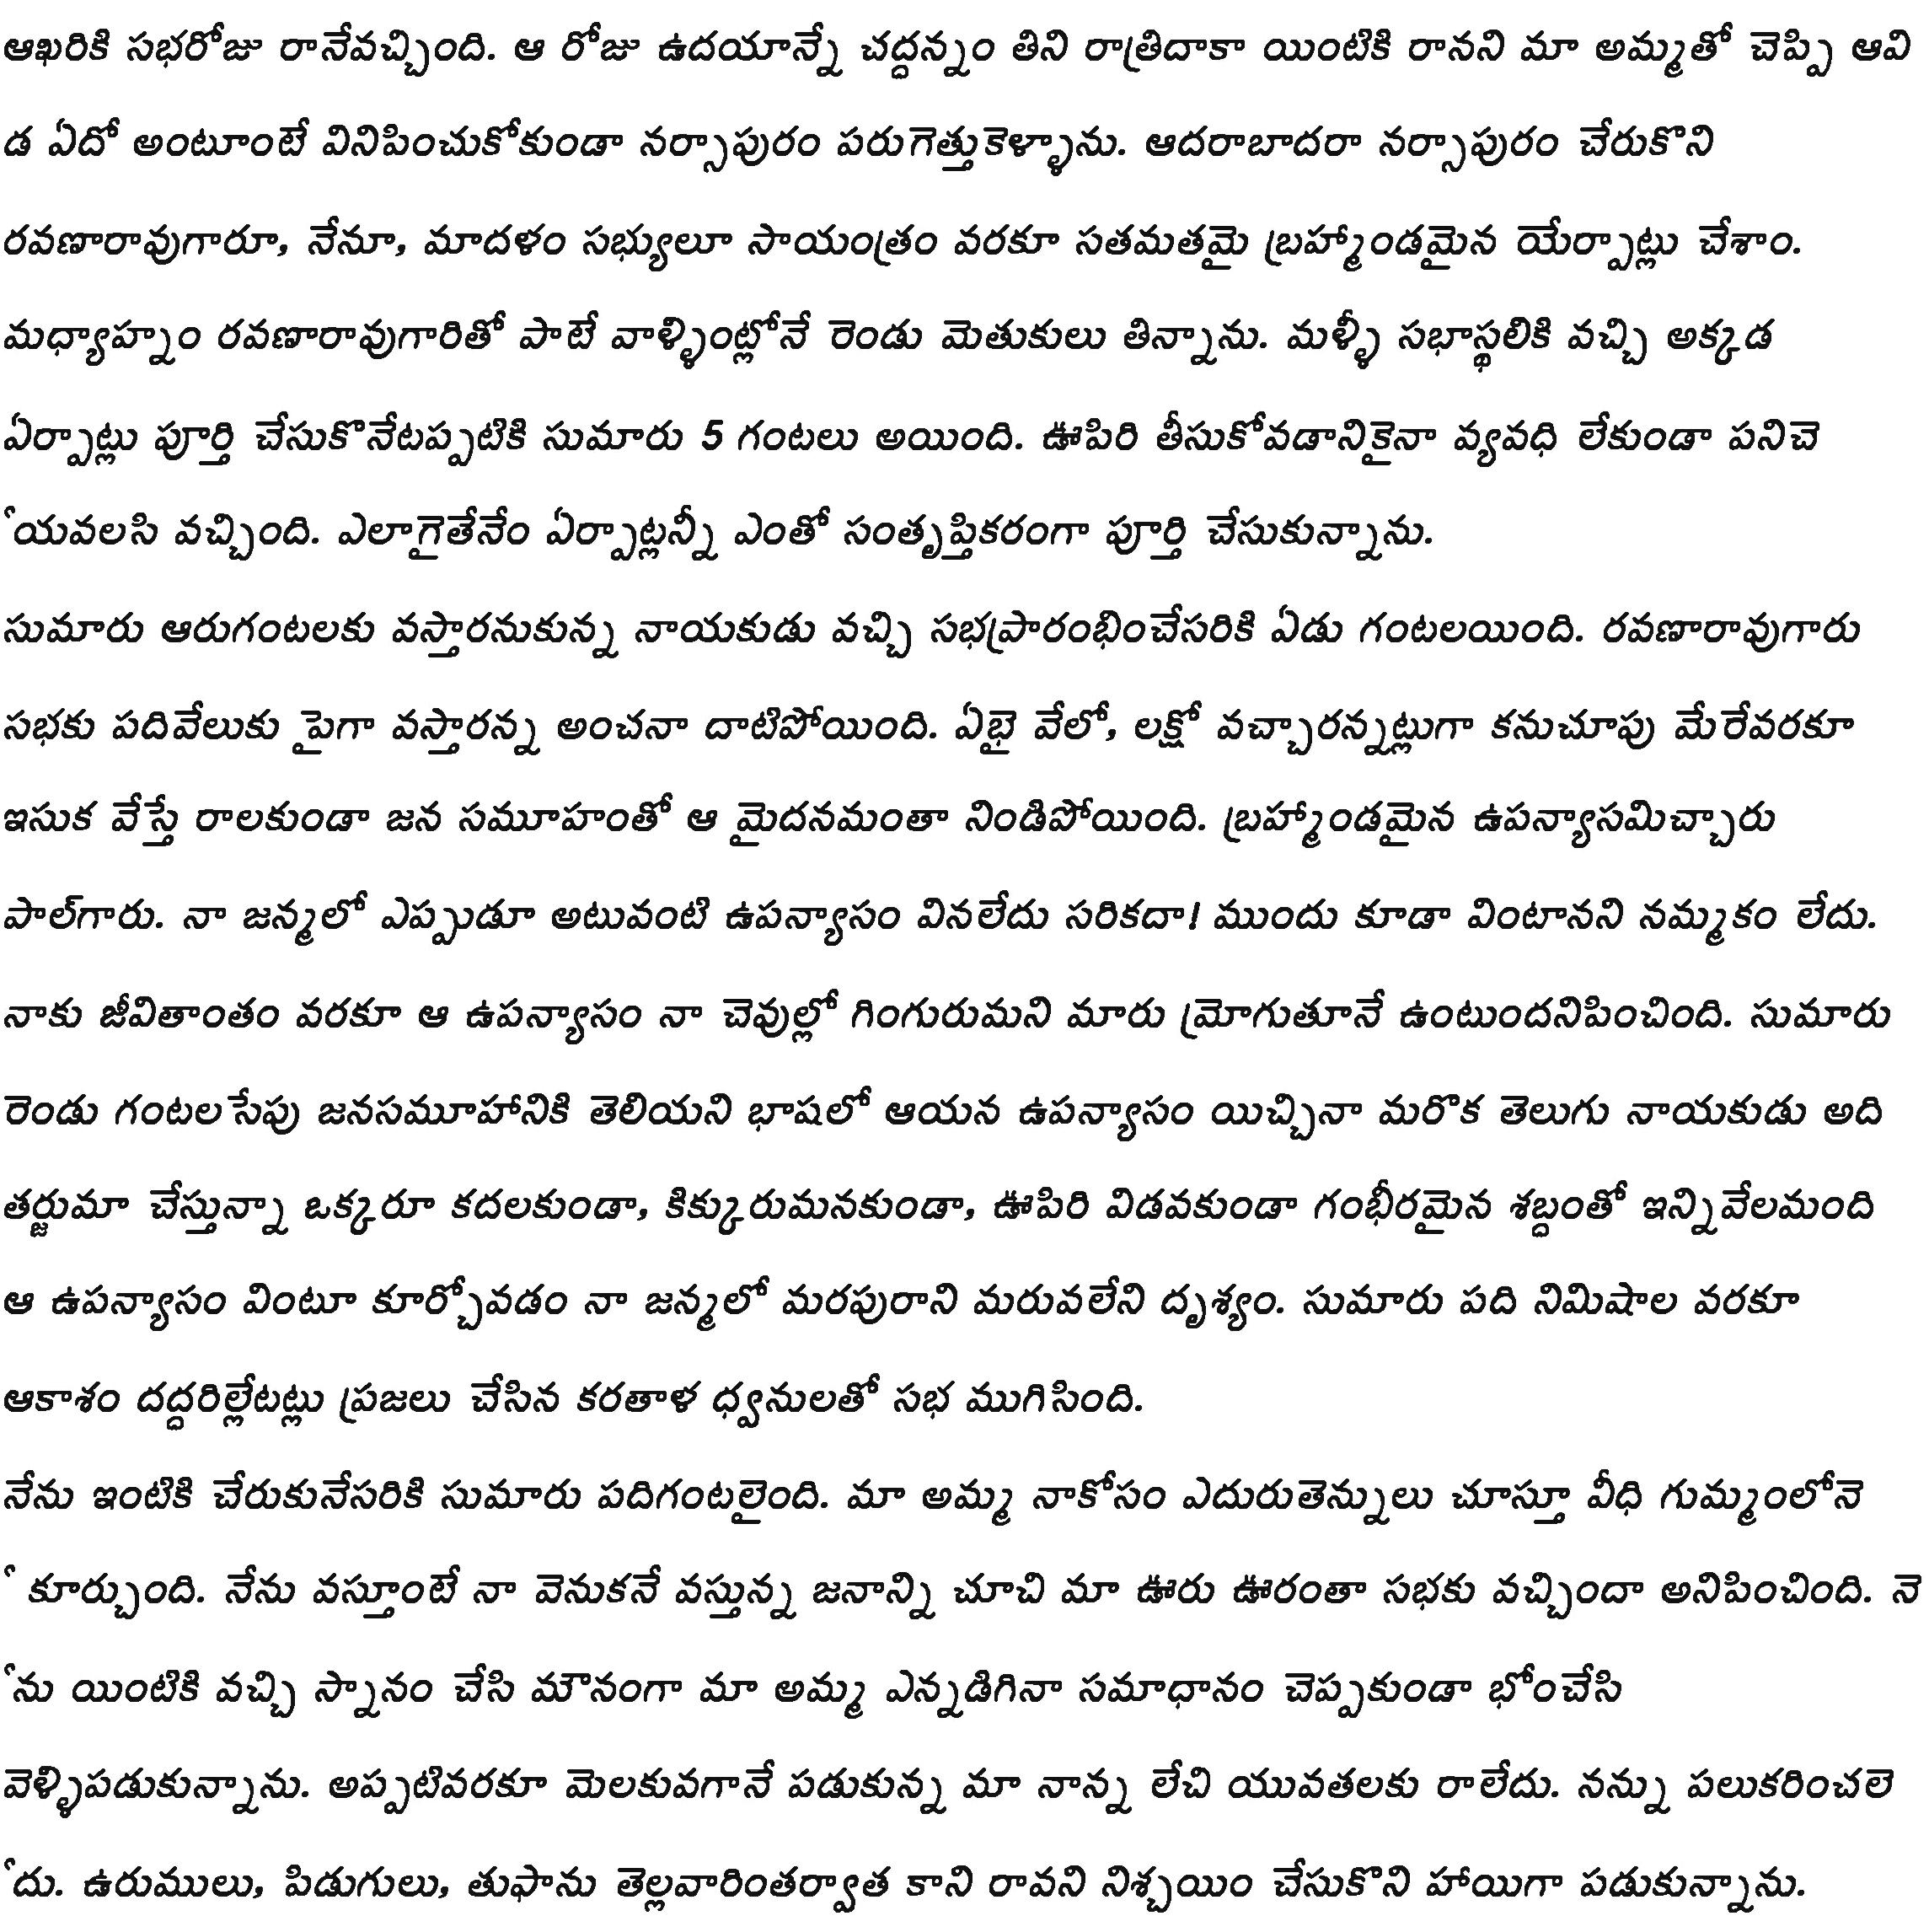 ఆఖరికి సభరోజు రానేవచ్చింది. ఆ రోజు ఉదయాన్నే చద్దన్నం తిని రాత్రిదాకా యింటికి రానని మా అమ్మతో చెప్పి ఆవి
డ ఏదో అంటూంటే వినిపించుకోకుండా నర్సాపురం పరుగెత్తుకెళ్ళాను. ఆదరాబాదరా నర్సాపురం చేరుకొని
రవణారావుగారూ, నేనూ, మాదళం సభ్యులూ సాయంత్రం వరకూ సతమతమై బ్రహ్మాండమైన యేర్పాట్లు చేశాం.
మధ్యాహ్నం రవణారావుగారితో పాటే వాళ్ళింట్లోనే రెండు మెతుకులు తిన్నాను. మళ్ళీ సభాస్థలికి వచ్చి అక్కడ
ఏర్పాట్లు పూర్తి చేసుకొనేటప్పటికి సుమారు 5 గంటలు అయింది. ఊపిరి తీసుకోవడానికైనా వ్యవధి లేకుండా పనిచె
ేయవలసి వచ్చింది. ఎలాగైతేనేం ఏర్పాట్లన్నీ ఎంతో సంతృప్తికరంగా పూర్తి చేసుకున్నాను.
సుమారు ఆరుగంటలకు వస్తారనుకున్న నాయకుడు వచ్చి సభప్రారంభించేసరికి ఏడు గంటలయింది. రవణారావుగారు
సభకు పదివేలుకు పైగా వస్తారన్న అంచనా దాటిపోయింది. ఏభై వేలో, లక్షో వచ్చారన్నట్లుగా కనుచూపు మేరేవరకూ
ఇసుక వేస్తే రాలకుండా జన సమూహంతో ఆ మైదనమంతా నిండిపోయింది. బ్రహ్మాండమైన ఉపన్యాసమిచ్చారు
పాల్‌గారు. నా జన్మలో ఎప్పుడూ అటువంటి ఉపన్యాసం వినలేదు సరికదా! ముందు కూడా వింటానని నమ్మకం లేదు.
నాకు జీవితాంతం వరకూ ఆ ఉపన్యాసం నా చెవుల్లో గింగురుమని మారు మ్రోగుతూనే ఉంటుందనిపించింది. సుమారు
రెండు గంటలసేపు జనసమూహానికి తెలియని భాషలో ఆయన ఉపన్యాసం యిచ్చినా మరొక తెలుగు నాయకుడు అది
తర్జుమా చేస్తున్నా ఒక్కరూ కదలకుండా, కిక్కురుమనకుండా, ఊపిరి విడవకుండా గంభీరమైన శబ్దంతో ఇన్నివేలమంది
ఆ ఉపన్యాసం వింటూ కూర్చోవడం నా జన్మలో మరపురాని మరువలేని దృశ్యం. సుమారు పది నిమిషాల వరకూ
ఆకాశం దద్దరిల్లేటట్లు ప్రజలు చేసిన కరతాళ ధ్వనులతో సభ ముగిసింది.
నేను ఇంటికి చేరుకునేసరికి సుమారు పదిగంటలైంది. మా అమ్మ నాకోసం ఎదురుతెన్నులు చూస్తూ వీధి గుమ్మంలోనె
ే కూర్చుంది. నేను వస్తూంటే నా వెనుకనే వస్తున్న జనాన్ని చూచి మా ఊరు ఊరంతా సభకు వచ్చిందా అనిపించింది. నె
ేను యింటికి వచ్చి స్నానం చేసి మౌనంగా మా అమ్మ ఎన్నడిగినా సమాధానం చెప్పకుండా భోంచేసి
వెళ్ళిపడుకున్నాను. అప్పటివరకూ మెలకువగానే పడుకున్న మా నాన్న లేచి యువతలకు రాలేదు. నన్ను పలుకరించలె
ేదు. ఉరుములు, పిడుగులు, తుఫాను తెల్లవారింతర్వాత కాని రావని నిశ్చయిం చేసుకొని హాయిగా పడుకున్నాను.